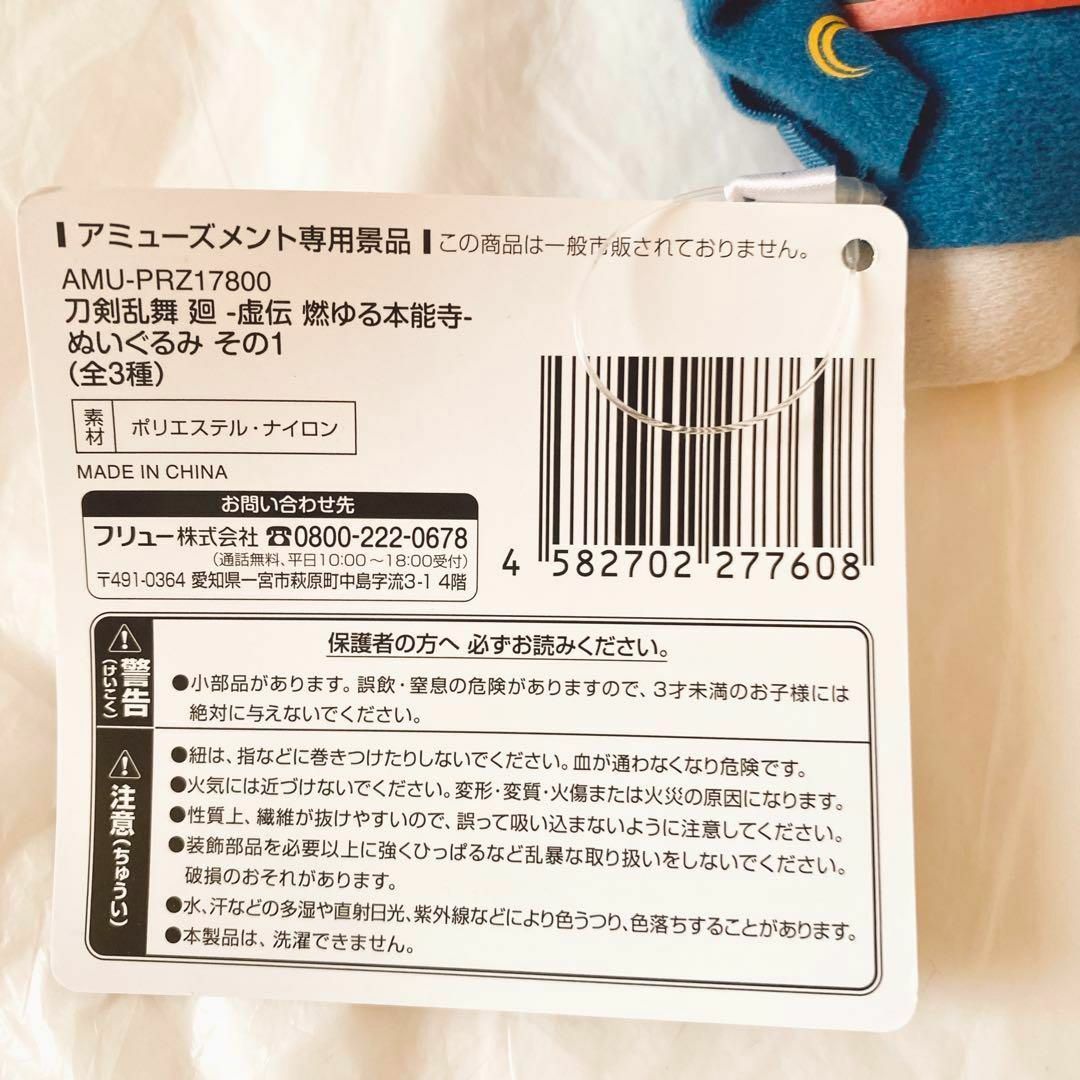 アミューズメント専用景品 この商品は一般市販されておりません。
AMU-PRZ17800
刀剣乱舞 廻 -虚伝 燃ゆる本能寺-
ぬいぐるみ その1
(全3種)
素材 ポリエステル・ナイロン
MADE IN CHINA
お問い合わせ先
フリュー株式会社 ☎0800-222-0678
(通話無料、平日10:00～18:00受付)
〒491-0364 愛知県一宮市萩原町中島字流3-1 4階
4 582702 277608
⚠警告(けいこく)
保護者の方へ 必ずお読みください。
●小部品があります。誤飲・窒息の危険がありますので、3才未満のお子様には
絶対に与えないでください。
⚠注意(ちゅうい)
●紐は、指などに巻きつけたりしないでください。血が通わなくなり危険です。
●火気には近づけないでください。変形・変質・火傷または火災の原因になります。
●性質上、繊維が抜けやすいので、誤って吸い込まないように注意してください。
●装飾部品を必要以上に強くひっぱるなど乱暴な取り扱いをしないでください。
破損のおそれがあります。
●水、汗などの多湿や直射日光、紫外線などにより色うつり、色落ちすることがあります。
●本製品は、洗濯できません。